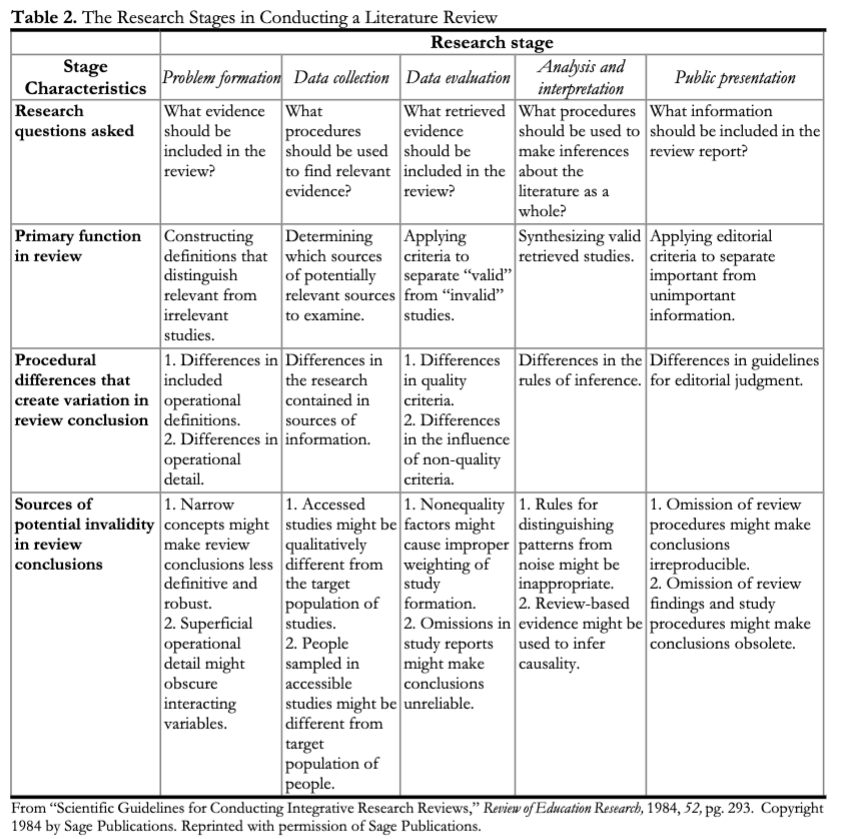 Table 2. The Research Stages in Conducting a Literature Review
Research stage
Stage
Characteristics
Problem formation
Data collection
Data evaluation
Analysis and
interpretation
Public presentation
Research
questions asked
What evidence
should be
included in the
review?
What
procedures
should be used
to find relevant
evidence?
What retrieved
evidence
should be
included in the
review?
What procedures
should be used to
make inferences
about the
literature as a
whole?
What information
should be included in the
review report?
Primary function
in review
Constructing
definitions that
distinguish
relevant from
irrelevant
studies.
Determining
which sources
of potentially
relevant sources
to examine.
Applying
criteria to
separate “valid”
from “invalid”
studies.
Synthesizing valid
retrieved studies.
Applying editorial
criteria to separate
important from
unimportant
information.
Procedural
differences that
create variation in
review conclusion
1. Differences in
included
operational
definitions.
2. Differences in
operational
detail.
Differences in
the research
contained in
sources of
information.
1. Differences
in quality
criteria.
2. Differences
in the influence
of non-quality
criteria.
Differences in the
rules of inference.
Differences in guidelines
for editorial judgment.
Sources of
potential invalidity
in review
conclusions
1. Narrow
concepts might
make review
conclusions less
definitive and
robust.
2. Superficial
operational
detail might
obscure
interacting
variables.
1. Accessed
studies might be
qualitatively
different from
the target
population of
studies.
2. People
sampled in
accessible
studies might be
different from
target
population of
people.
1. Nonequality
factors might
cause improper
weighting of
study
formation.
2. Omissions in
study reports
might make
conclusions
unreliable.
1. Rules for
distinguishing
patterns from
noise might be
inappropriate.
2. Review-based
evidence might be
used to infer
causality.
1. Omission of review
procedures might make
conclusions
irreproducible.
2. Omission of review
findings and study
procedures might make
conclusions obsolete.
From “Scientific Guidelines for Conducting Integrative Research Reviews,” Review of Education Research, 1984, 52, pg. 293. Copyright
1984 by Sage Publications. Reprinted with permission of Sage Publications.